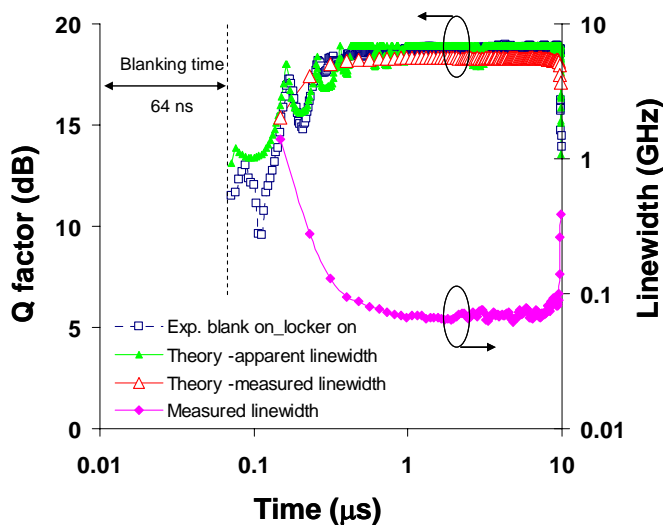 20
15
10
5
0
Q factor (dB)
Blanking time
64 ns
10
1
0.1
0.01
Linewidth (GHz)
Exp. blank on_locker on
Theory -apparent linewidth
Theory -measured linewidth
Measured linewidth
0.01
0.1
1
10
Time (μs)